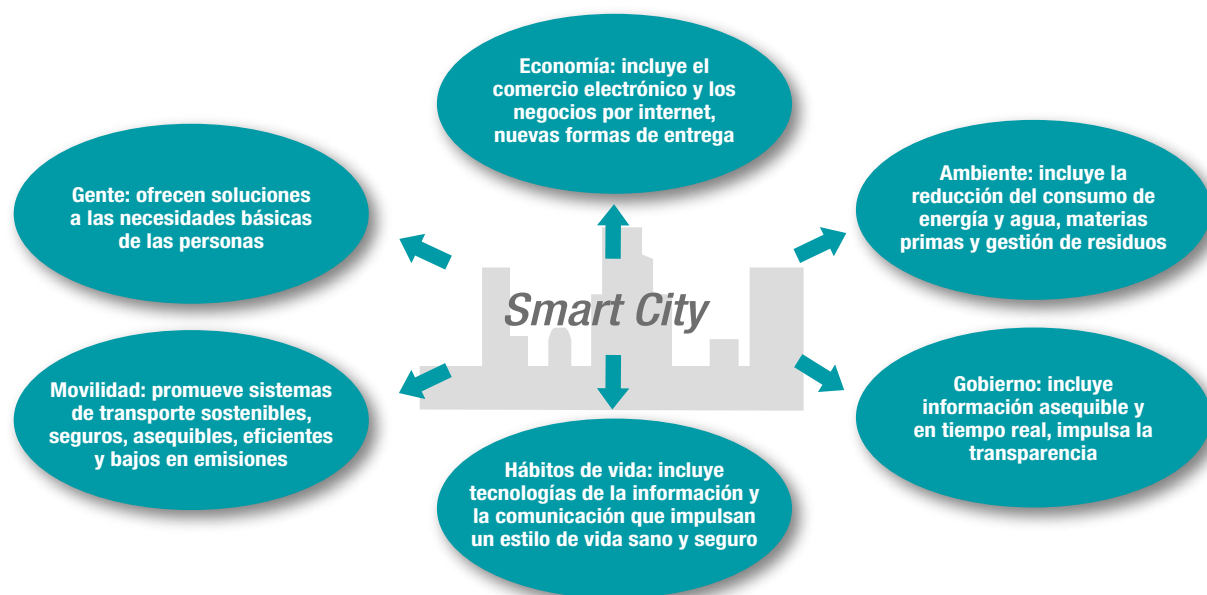 Economía: incluye el
comercio electrónico y los
negocios por internet,
nuevas formas de entrega
Gente: ofrecen soluciones
a las necesidades básicas
de las personas
Ambiente: incluye la
reducción del consumo de
energía y agua, materias
primas y gestión de residuos
Smart City
Movilidad: promueve sistemas
de transporte sostenibles,
seguros, asequibles, eficientes
y bajos en emisiones
Gobierno: incluye
información asequible y
en tiempo real, impulsa la
transparencia
Hábitos de vida: incluye
tecnologías de la información y
la comunicación que impulsan
un estilo de vida sano y seguro